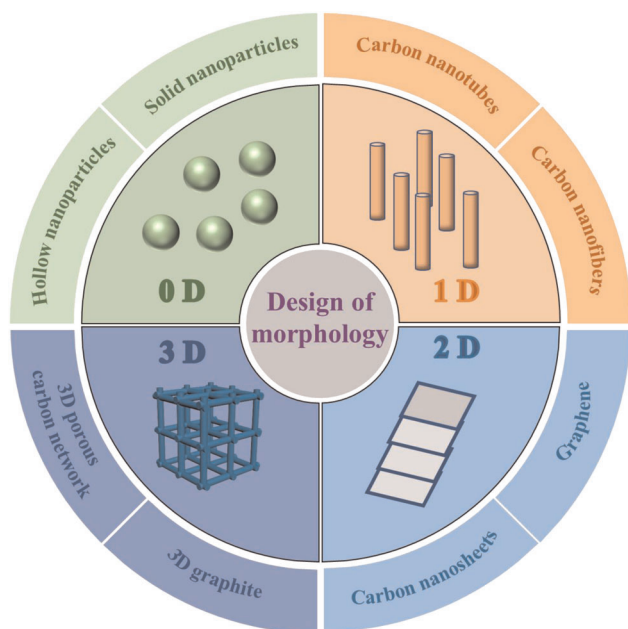 Solid nanoparticles
Carbon nanotubes
Hollow nanoparticles
Carbon nanofibers
0 D
1 D
Design of
morphology
3 D
2 D
3D porous
carbon network
Graphene
3D graphite
Carbon nanosheets